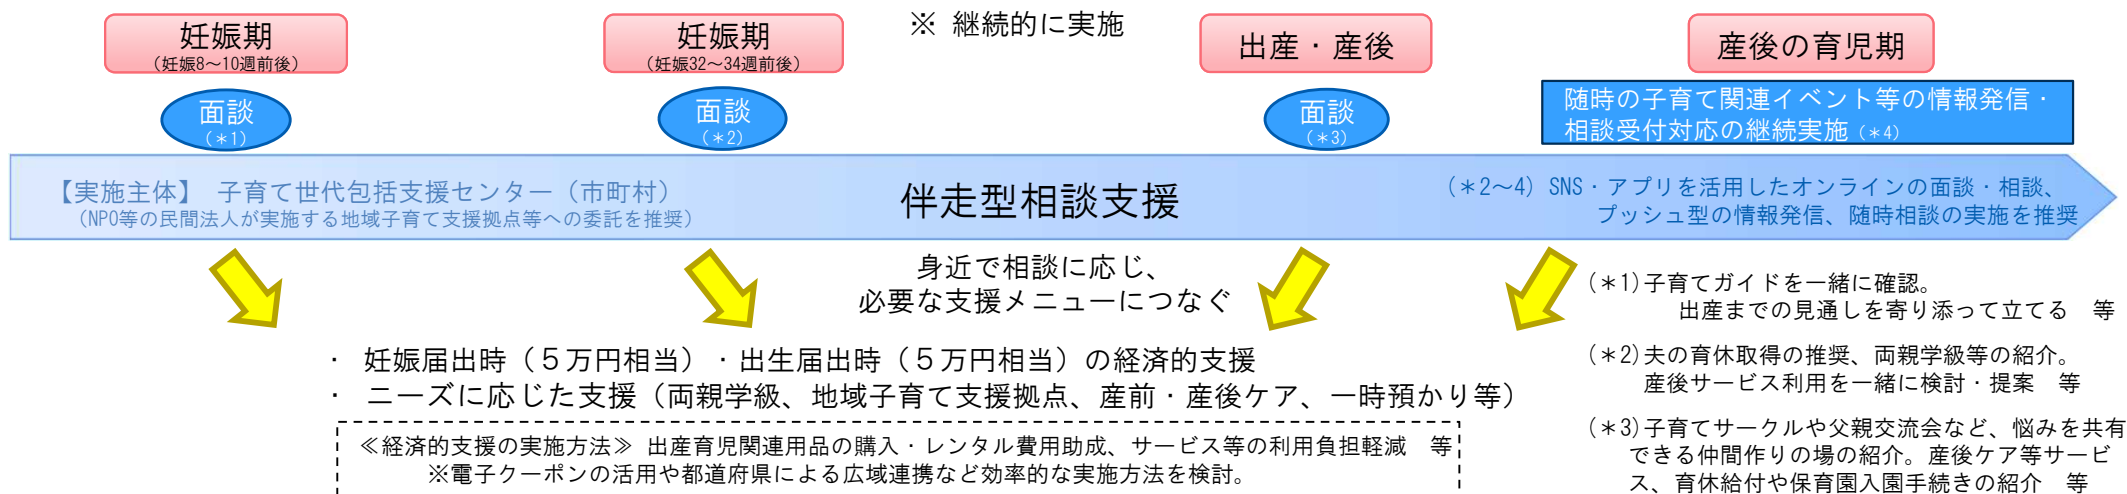 妊娠期
（妊娠8～10週前後）
妊娠期
（妊娠32～34週前後）
※ 継続的に実施
出産・産後
産後の育児期
面談
（＊1）
面談
（＊2）
面談
（＊3）
随時の子育て関連イベント等の情報発信・
相談受付対応の継続実施（＊4）
【実施主体】 子育て世代包括支援センター（市町村）
（NPO等の民間法人が実施する地域子育て支援拠点等への委託を推奨）
伴走型相談支援
（＊2～4）SNS・アプリを活用したオンラインの面談・相談、
プッシュ型の情報発信、随時相談の実施を推奨
身近で相談に応じ、
必要な支援メニューにつなぐ
・ 妊娠届出時（５万円相当）・出生届出時（５万円相当）の経済的支援
・ ニーズに応じた支援（両親学級、地域子育て支援拠点、産前・産後ケア、一時預かり等）
≪経済的支援の実施方法≫ 出産育児関連用品の購入・レンタル費用助成、サービス等の利用負担軽減　等
※電子クーポンの活用や都道府県による広域連携など効率的な実施方法を検討。
（＊1）子育てガイドを一緒に確認。
出産までの見通しを寄り添って立てる　等
（＊2）夫の育休取得の推奨、両親学級等の紹介。
産後サービス利用を一緒に検討・提案　等
（＊3）子育てサークルや父親交流会など、悩みを共有
できる仲間作りの場の紹介。産後ケア等サービ
ス、育休給付や保育園入園手続きの紹介　等